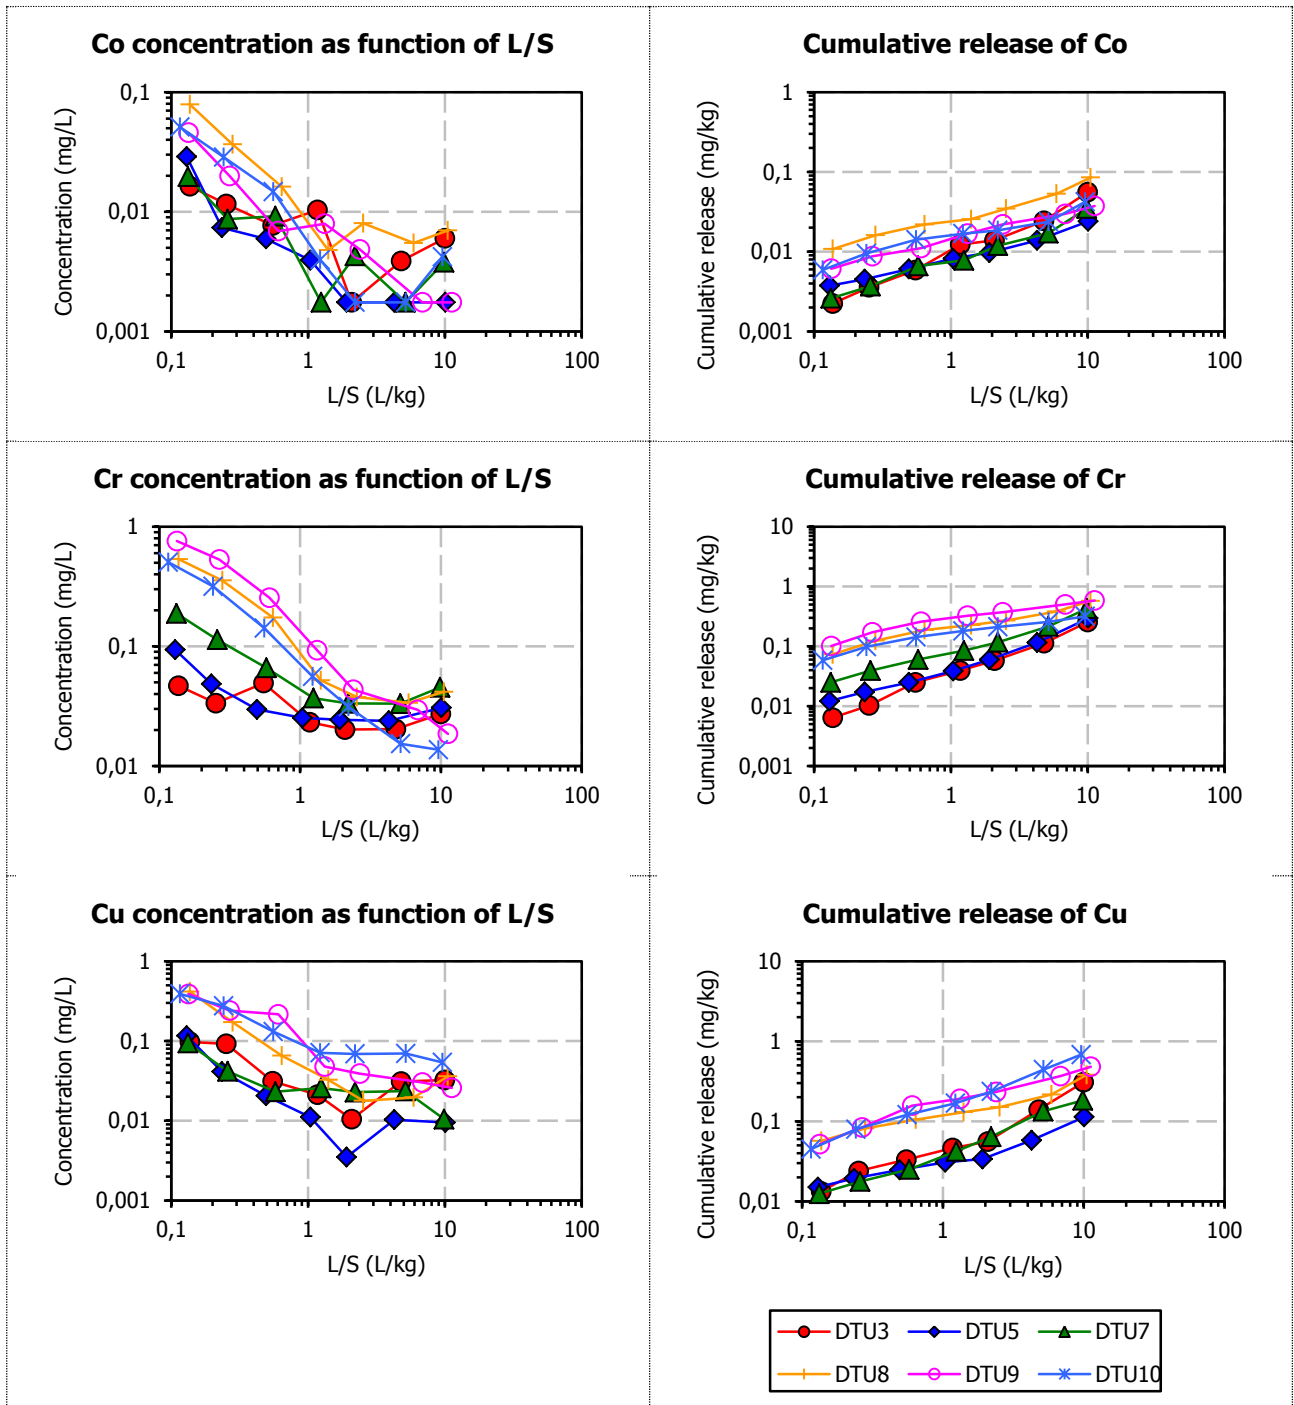 Co concentration as function of L/S
0,1
0,01
0,001
0,1
1
10
100
Concentration (mg/L)
L/S (L/kg)
Cumulative release of Co
1
0,1
0,01
0,001
0,1
1
10
100
Cumulative release (mg/kg)
L/S (L/kg)
Cr concentration as function of L/S
1
0,1
0,01
0,1
1
10
100
Concentration (mg/L)
L/S (L/kg)
Cumulative release of Cr
10
1
0,1
0,01
0,001
0,1
1
10
100
Cumulative release (mg/kg)
L/S (L/kg)
Cu concentration as function of L/S
1
0,1
0,01
0,001
0,1
1
10
100
Concentration (mg/L)
L/S (L/kg)
Cumulative release of Cu
10
1
0,1
0,01
0,1
1
10
100
Cumulative release (mg/kg)
L/S (L/kg)
DTU3 DTU5 DTU7
DTU8 DTU9 DTU10